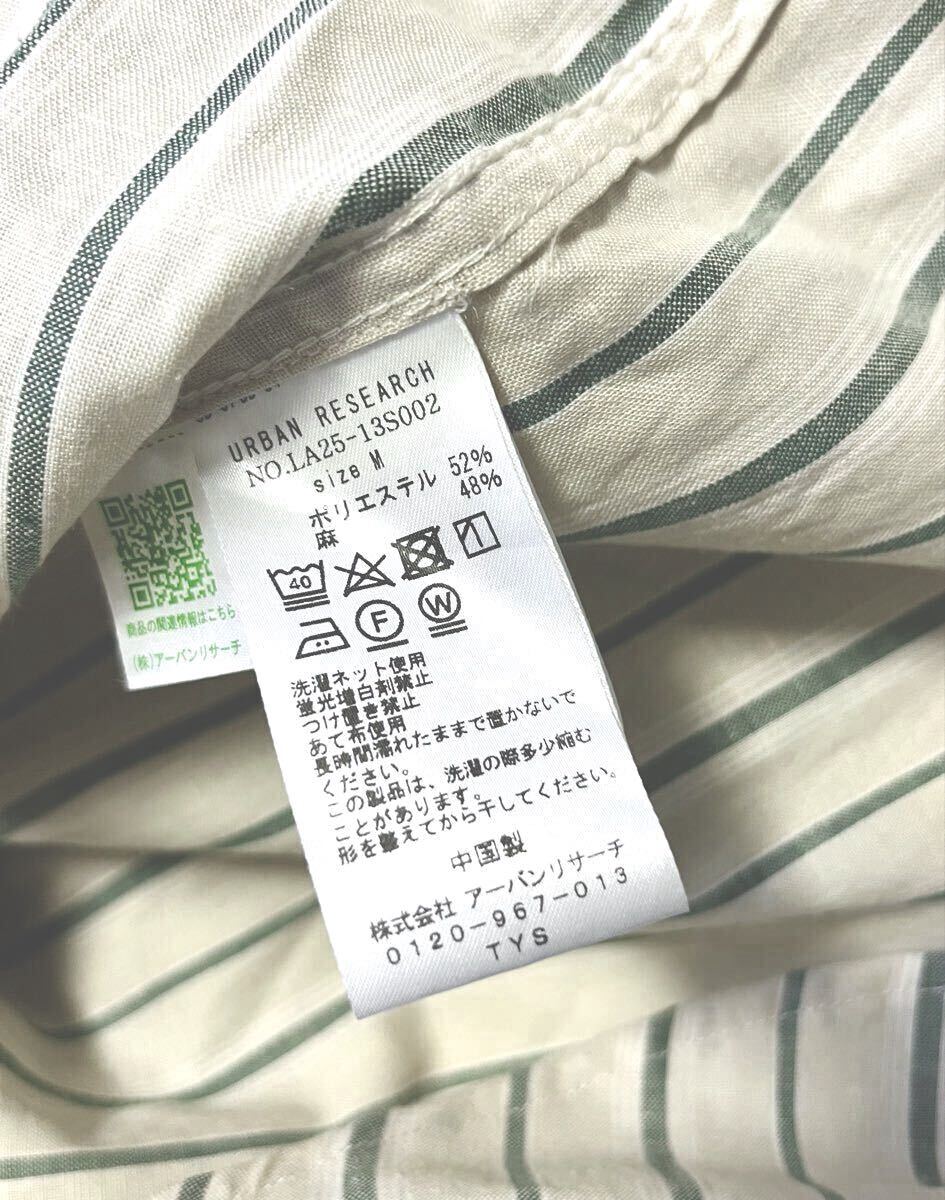 URBAN RESEARCH
NO.LA25-13S002
size M
ポリエステル 52%
麻 48%
40
F
W
洗濯ネット使用
蛍光増白剤禁止
つけ置き禁止
あて布使用
長時間濡れたままで置かないで
ください。
この製品は、洗濯の際多少縮む
ことがあります。
形を整えてから干してください。
中国製
株式会社 アーバンリサーチ
0120-967-013
TYS
商品の関連情報はこちら
(株)アーバンリサーチ